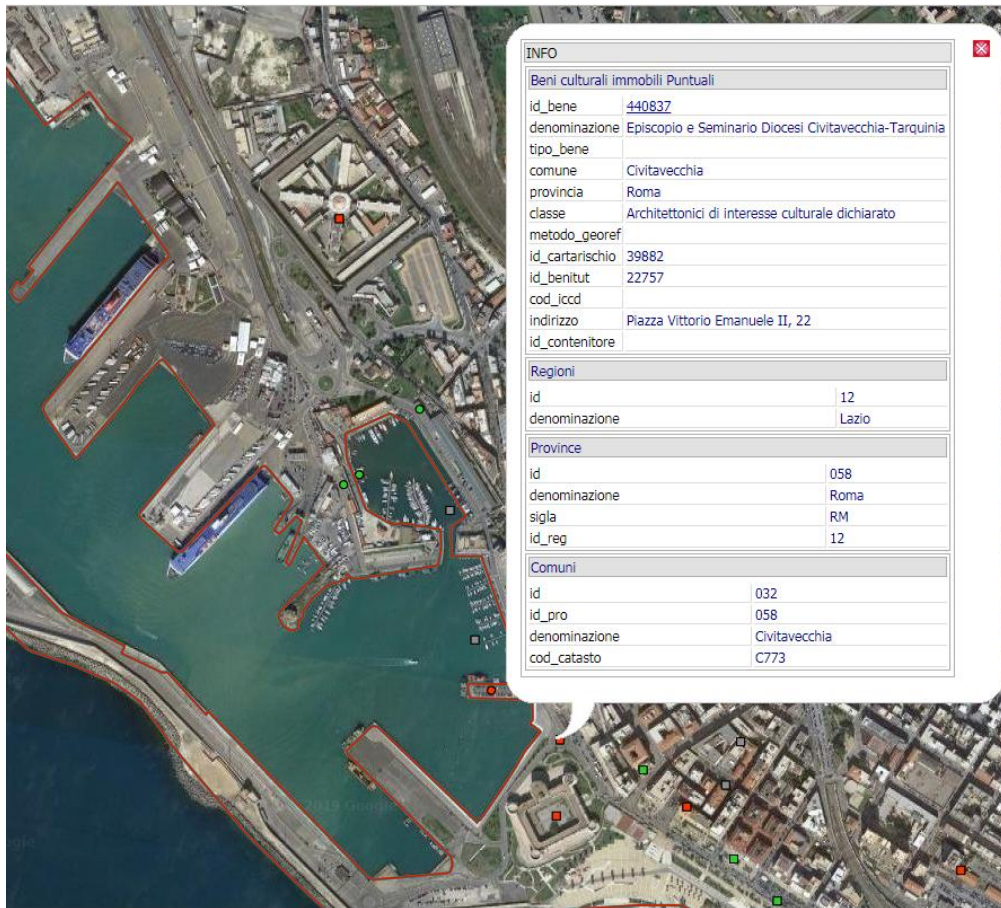 INFO
Beni culturali immobili Puntuali
id_bene 440837
denominazione Episcopio e Seminario Diocesi Civitavecchia-Tarquinia
tipo_bene
comune Civitavecchia
provincia Roma
classe Architettonici di interesse culturale dichiarato
metodo_georef
id_cartarischio 39882
id_benitut 22757
cod_iccd
indirizzo Piazza Vittorio Emanuele II, 22
id_contenitore
Regioni
id 12
denominazione Lazio
Province
id 058
denominazione Roma
sigla RM
id_reg 12
Comuni
id 032
id_pro 058
denominazione Civitavecchia
cod_catasto C773
2019 Google